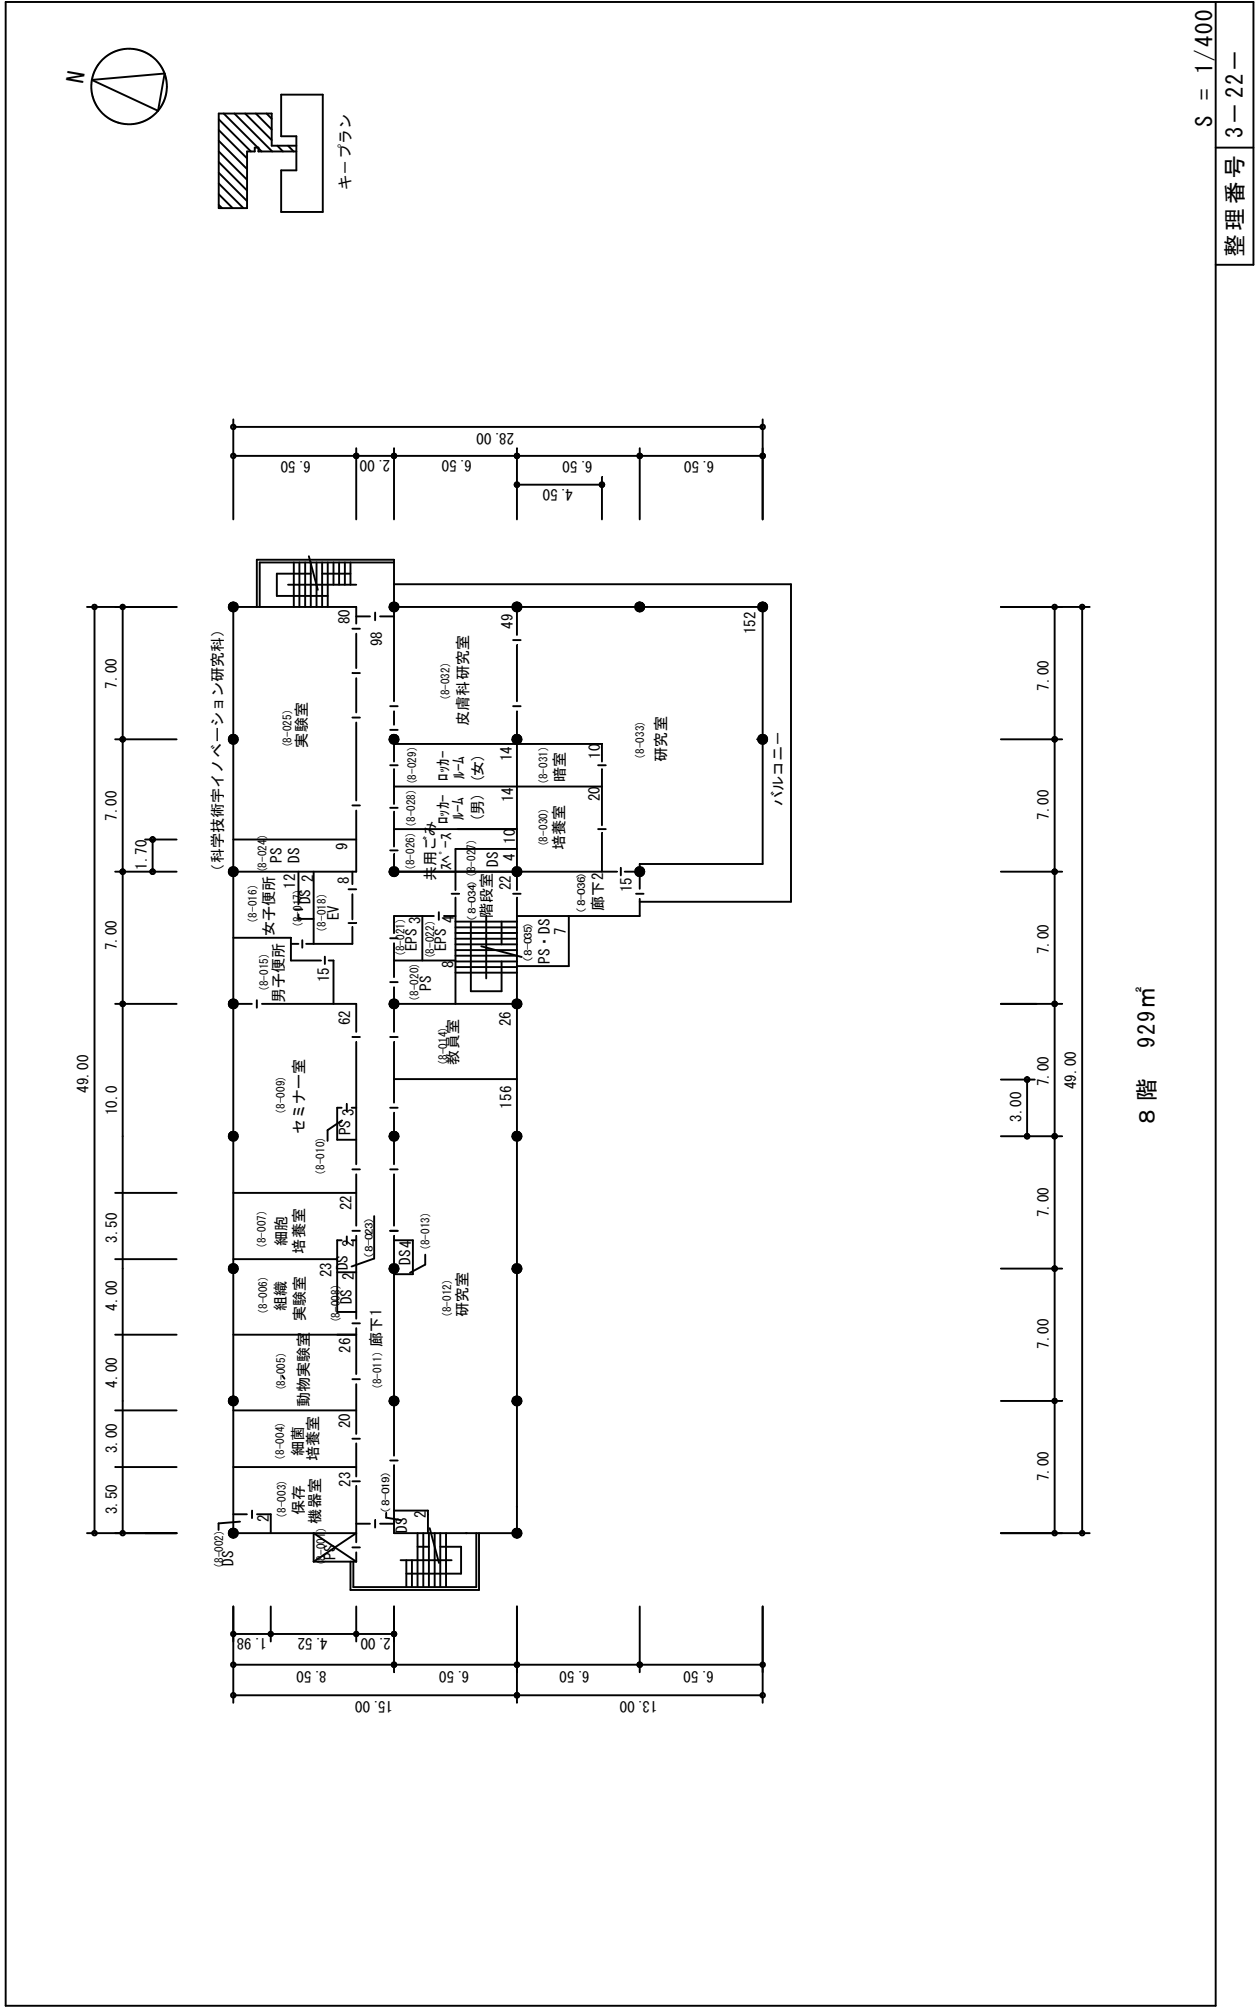 S = 1/400
整理番号
3－22－
N
キープラン
28.00
6.50
2.00
6.50
6.50
6.50
4.50
49.00
7.00
7.00
1.70
7.00
10.0
3.50
4.00
4.00
3.00
3.50
(科学技術宇イノベーション研究科)
(8-025)
実験室
80
98
(8-032)
皮膚科研究室
49
152
(8-033)
研究室
バルコニー
(8-029)
ロッカー
ルーム
(女)
14
(8-031)
暗室
10
(8-028)
ロッカー
ルーム
(男)
14
(8-030)
培養室
20
(8-026)
共用ごみ
スペース
10
(8-027)
DS
4
(8-024)
PS
DS
9
(8-016)
女子便所
12
(8-017)
DS 2
(8-018)
EV
8
(8-015)
男子便所
15
(8-021)
EPS 3
(8-022)
EPS 4
(8-020)
PS
8
(8-034)
階段室
22
(8-036)
廊下2
15
(8-035)
PS・DS
7
(8-009)
セミナー室
62
(8-010)
PS 3
(8-014)
教員室
26
156
(8-007)
細胞
培養室
22
DS 2
(8-023)
(8-006)
組織
実験室
23
(8-008)
DS 2
DS4
(8-013)
(8-012)
研究室
(8-005)
動物実験室
26
(8-011) 廊下1
(8-004)
細菌
培養室
20
(8-003)
保存
機器室
23
(8-002)
DS
2
(8-001)
PS
(8-019)
DS 2
1.98
4.52
2.00
8.50
6.50
6.50
6.50
15.00
13.00
7.00
7.00
7.00
7.00
7.00
7.00
7.00
3.00
49.00
8階 929㎡